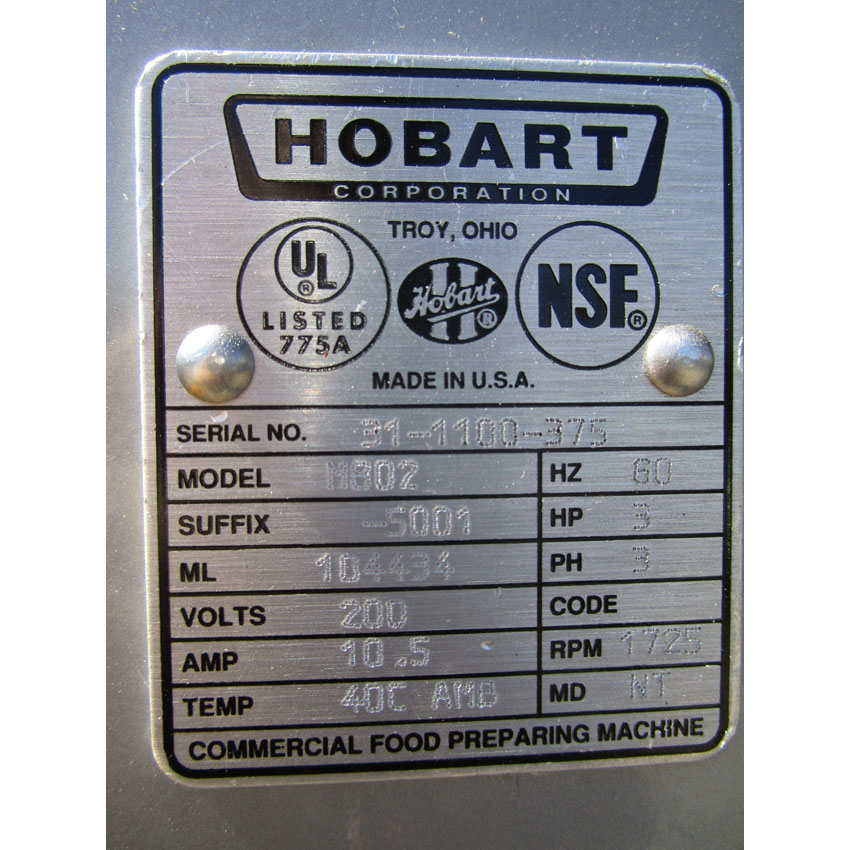 HOBART
CORPORATION
TROY, OHIO
UL ®
LISTED
775A
Hobart ®
NSF®
MADE IN U.S.A.
SERIAL NO. 31-1100-375
MODEL M802 HZ 60
SUFFIX -5001 HP 3
ML 104434 PH 3
VOLTS 200 CODE
AMP 10.5 RPM 1725
TEMP 40C AMB MD NT
COMMERCIAL FOOD PREPARING MACHINE